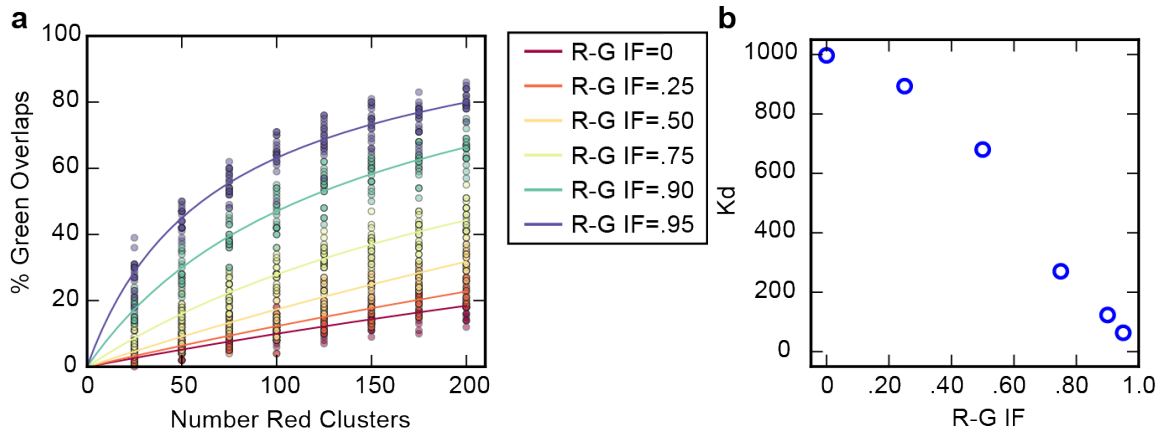 a
100
80
60
40
20
0
% Green Overlaps
0 50 100 150 200
Number Red Clusters
R-G IF=0
R-G IF=.25
R-G IF=.50
R-G IF=.75
R-G IF=.90
R-G IF=.95
b
1000
800
600
400
200
0
Kd
0 .20 .40 .60 .80 1.0
R-G IF